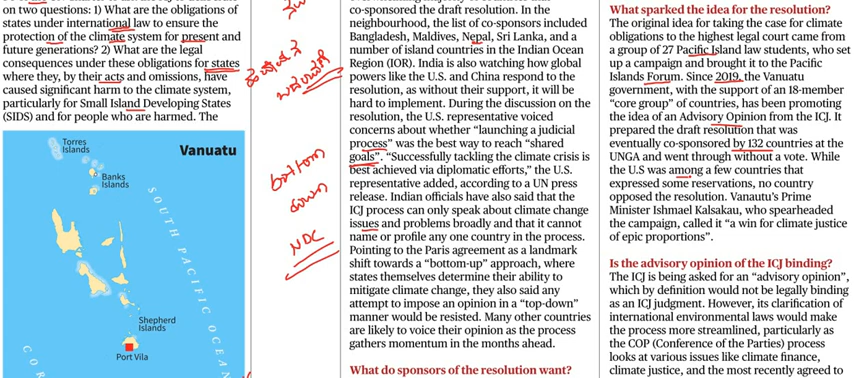 on two questions: 1) What are the obligations of
states under international law to ensure the
protection of the climate system for present and
future generations? 2) What are the legal
consequences under these obligations for states
where they, by their acts and omissions, have
caused significant harm to the climate system,
particularly for Small Island Developing States
(SIDS) and for people who are harmed. The
Torres
Islands
Vanuatu
Banks
Islands
SOUTH PACIFIC OCEAN
Shepherd
Islands
Port Vila
COR
bottom
down
NDC
co-sponsored the draft resolution. In the
neighbourhood, the list of co-sponsors included
Bangladesh, Maldives, Nepal, Sri Lanka, and a
number of island countries in the Indian Ocean
Region (IOR). India is also watching how global
powers like the U.S. and China respond to the
resolution, as without their support, it will be
hard to implement. During the discussion on the
resolution, the U.S. representative voiced
concerns about whether “launching a judicial
process” was the best way to reach “shared
goals”. “Successfully tackling the climate crisis is
best achieved via diplomatic efforts,” the U.S.
representative added, according to a UN press
release. Indian officials have also said that the
ICJ process can only speak about climate change
issues and problems broadly and that it cannot
name or profile any one country in the process.
Pointing to the Paris agreement as a landmark
shift towards a “bottom-up” approach, where
states themselves determine their ability to
mitigate climate change, they also said any
attempt to impose an opinion in a “top-down”
manner would be resisted. Many other countries
are likely to voice their opinion as the process
gathers momentum in the months ahead.
What do sponsors of the resolution want?
What sparked the idea for the resolution?
The original idea for taking the case for climate
obligations to the highest legal court came from
a group of 27 Pacific Island law students, who set
up a campaign and brought it to the Pacific
Islands Forum. Since 2019, the Vanuatu
government, with the support of an 18-member
“core group” of countries, has been promoting
the idea of an Advisory Opinion from the ICJ. It
prepared the draft resolution that was
eventually co-sponsored by 132 countries at the
UNGA and went through without a vote. While
the U.S was among a few countries that
expressed some reservations, no country
opposed the resolution. Vanautu’s Prime
Minister Ishmael Kalsakau, who spearheaded
the campaign, called it “a win for climate justice
of epic proportions”.
Is the advisory opinion of the ICJ binding?
The ICJ is being asked for an “advisory opinion”,
which by definition would not be legally binding
as an ICJ judgment. However, its clarification of
international environmental laws would make
the process more streamlined, particularly as
the COP (Conference of the Parties) process
looks at various issues like climate finance,
climate justice, and the most recently agreed to